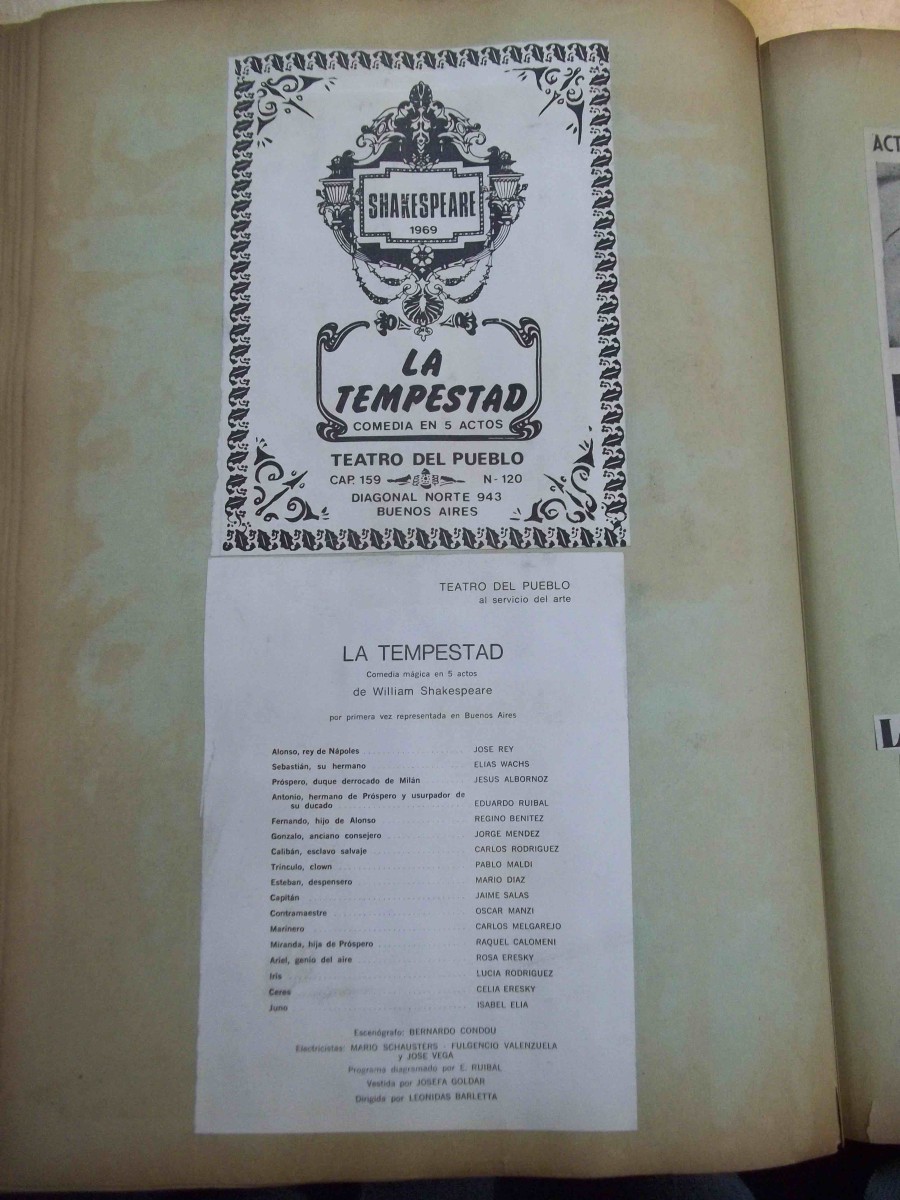 SHAKESPEARE
1969
LA
TEMPESTAD
COMEDIA EN 5 ACTOS
TEATRO DEL PUEBLO
CAP. 159 N - 120
DIAGONAL NORTE 943
BUENOS AIRES
TEATRO DEL PUEBLO
al servicio del arte
LA TEMPESTAD
Comedia mágica en 5 actos
de William Shakespeare
por primera vez representada en Buenos Aires
Alonso, rey de Nápoles JOSE REY
Sebastián, su hermano ELIAS WACHS
Próspero, duque derrocado de Milán JESUS ALBORNOZ
Antonio, hermano de Próspero y usurpador de
su ducado EDUARDO RUIBAL
Fernando, hijo de Alonso REGINO BENITEZ
Gonzalo, anciano consejero JORGE MENDEZ
Calibán, esclavo salvaje CARLOS RODRIGUEZ
Trínculo, clown PABLO MALDI
Esteban, despensero MARIO DIAZ
Capitán JAIME SALAS
Contramaestre OSCAR MANZI
Marinero CARLOS MELGAREJO
Miranda, hija de Próspero RAQUEL CALOMENI
Ariel, genio del aire ROSA ERESKY
Iris LUCIA RODRIGUEZ
Ceres CELIA ERESKY
Juno ISABEL ELIA
Escenógrafo: BERNARDO CONDOU
Electricistas: MARIO SCHAUSTERS - FULGENCIO VALENZUELA
y JOSE VEGA
Programa diagramado por E. RUIBAL
Vestida por JOSEFA GOLDAR
Dirigida por LEONIDAS BARLETTA
ACT